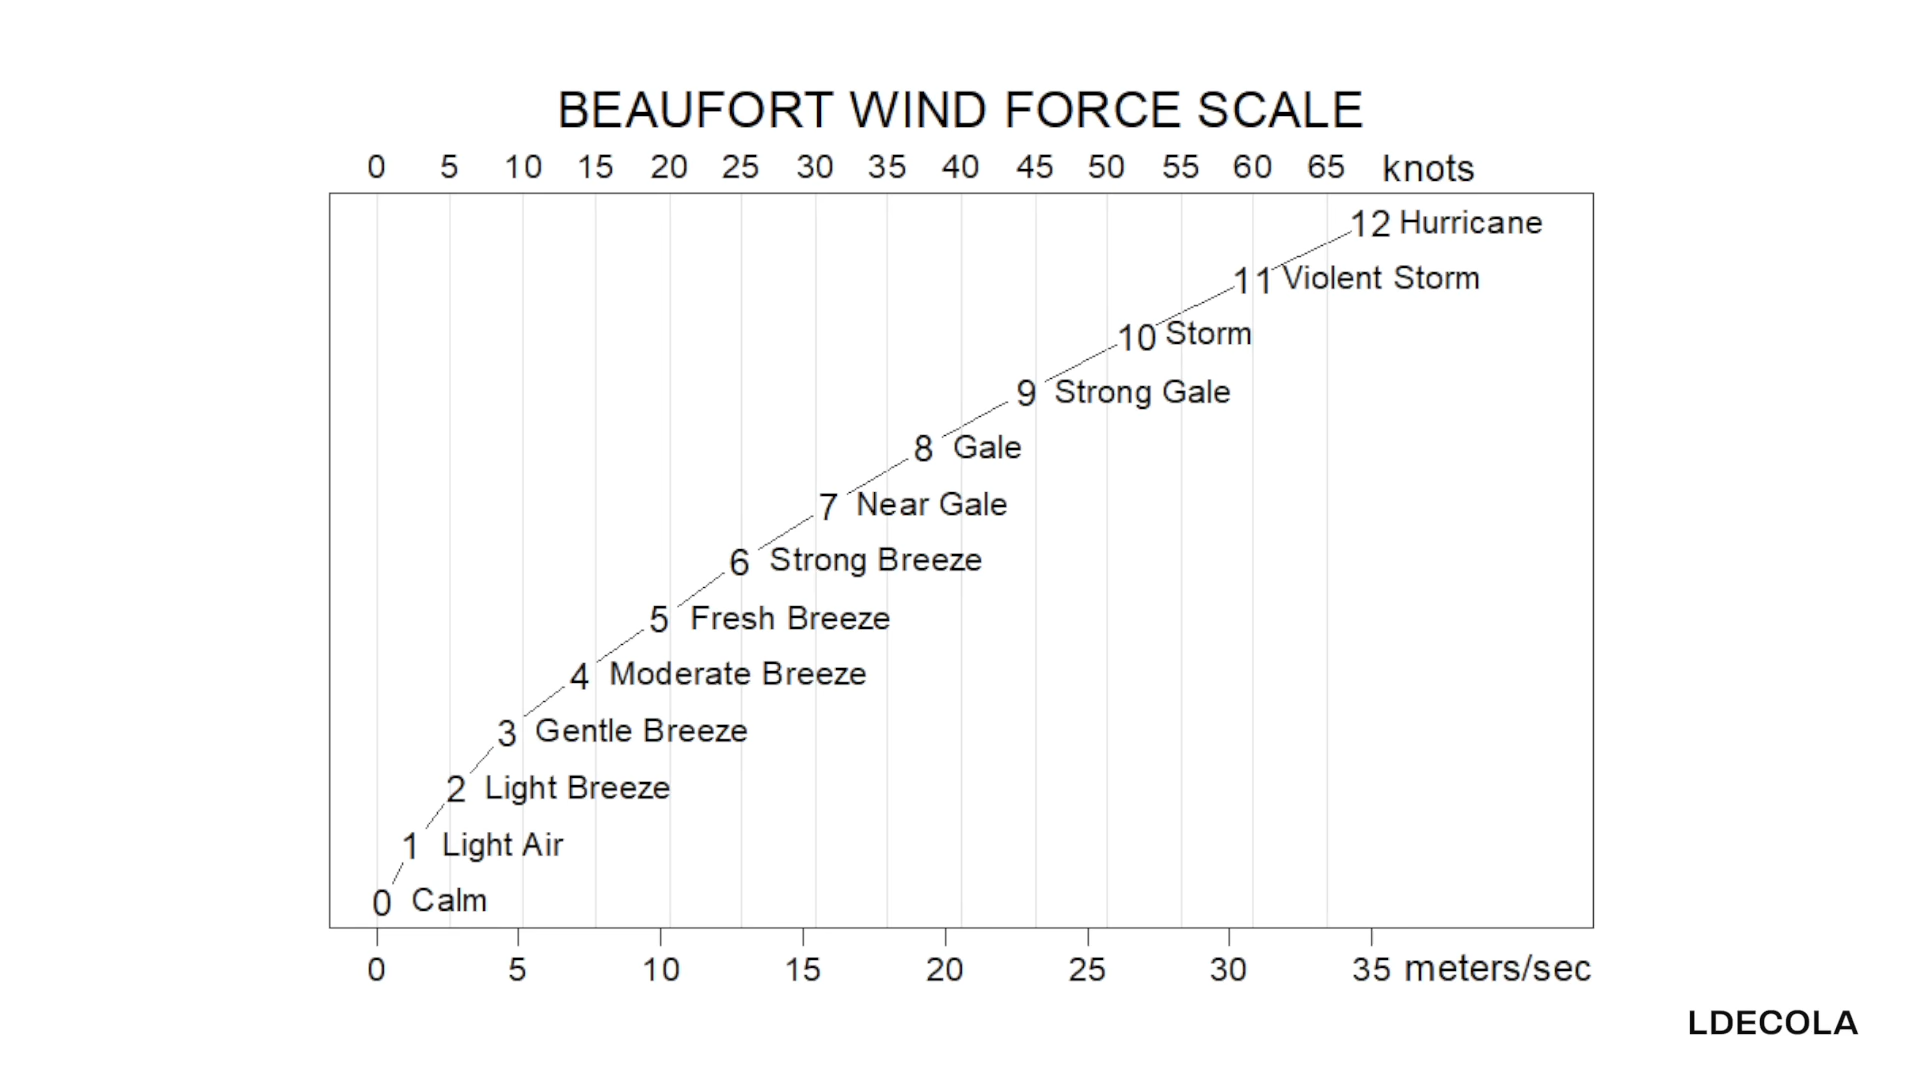 BEAUFORT WIND FORCE SCALE
0 5 10 15 20 25 30 35 40 45 50 55 60 65 knots
12 Hurricane
11 Violent Storm
10 Storm
9 Strong Gale
8 Gale
7 Near Gale
6 Strong Breeze
5 Fresh Breeze
4 Moderate Breeze
3 Gentle Breeze
2 Light Breeze
1 Light Air
0 Calm
0 5 10 15 20 25 30 35 meters/sec
LDECOLA